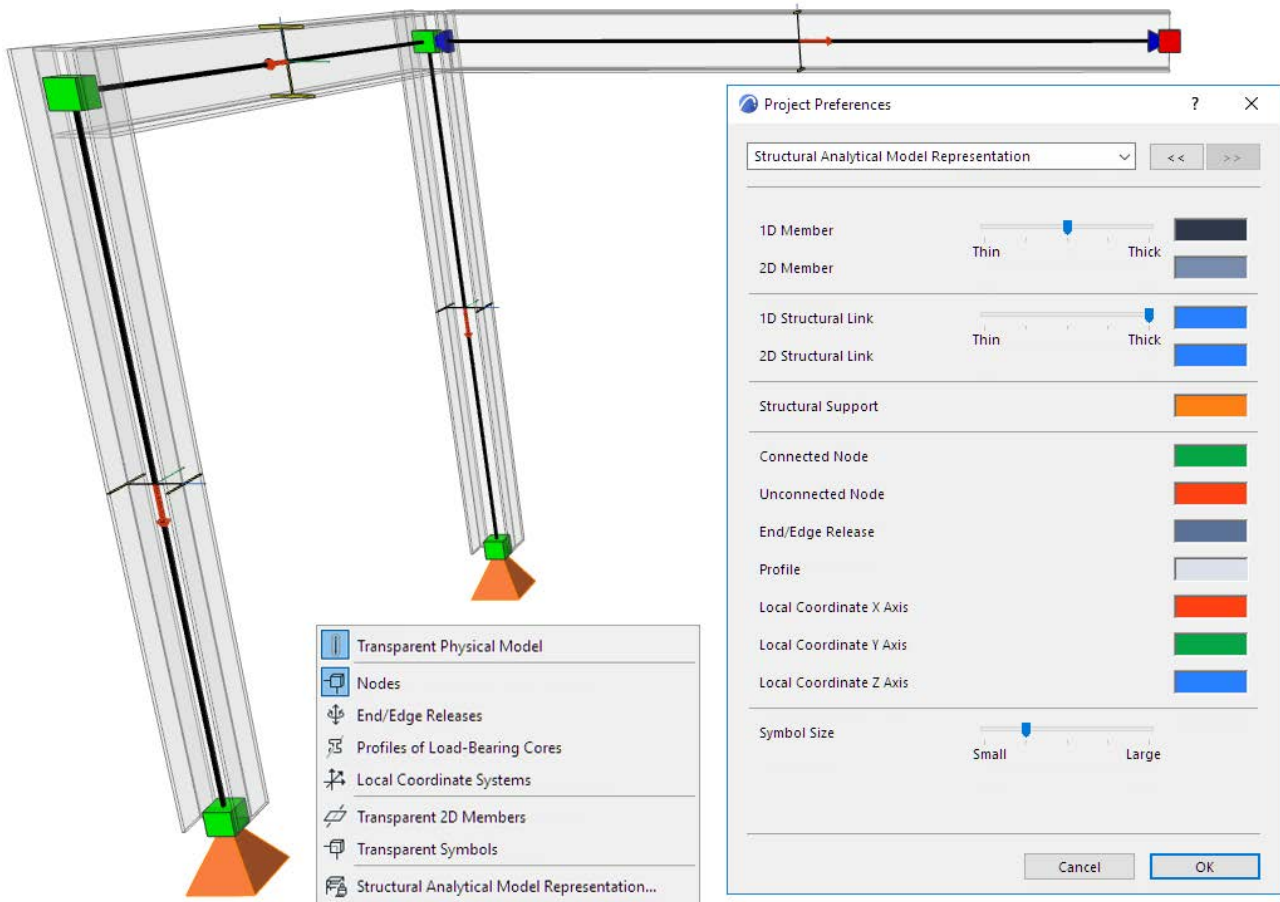 Project Preferences
?
Structural Analytical Model Representation
<<
>>
1D Member
Thin
Thick
2D Member
1D Structural Link
Thin
Thick
2D Structural Link
Structural Support
Connected Node
Unconnected Node
End/Edge Release
Profile
Local Coordinate X Axis
Local Coordinate Y Axis
Local Coordinate Z Axis
Symbol Size
Small
Large
Cancel
OK
Transparent Physical Model
Nodes
End/Edge Releases
Profiles of Load-Bearing Cores
Local Coordinate Systems
Transparent 2D Members
Transparent Symbols
Structural Analytical Model Representation...